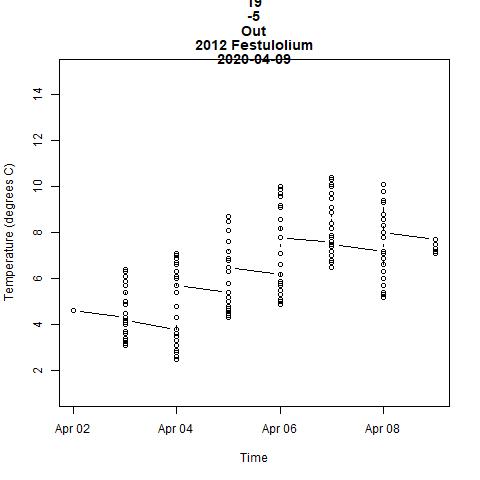 19
-5
Out
2012 Festulolium
2020-04-09
14
12
10
8
6
4
2
Temperature (degrees C)
Apr 02
Apr 04
Apr 06
Apr 08
Time